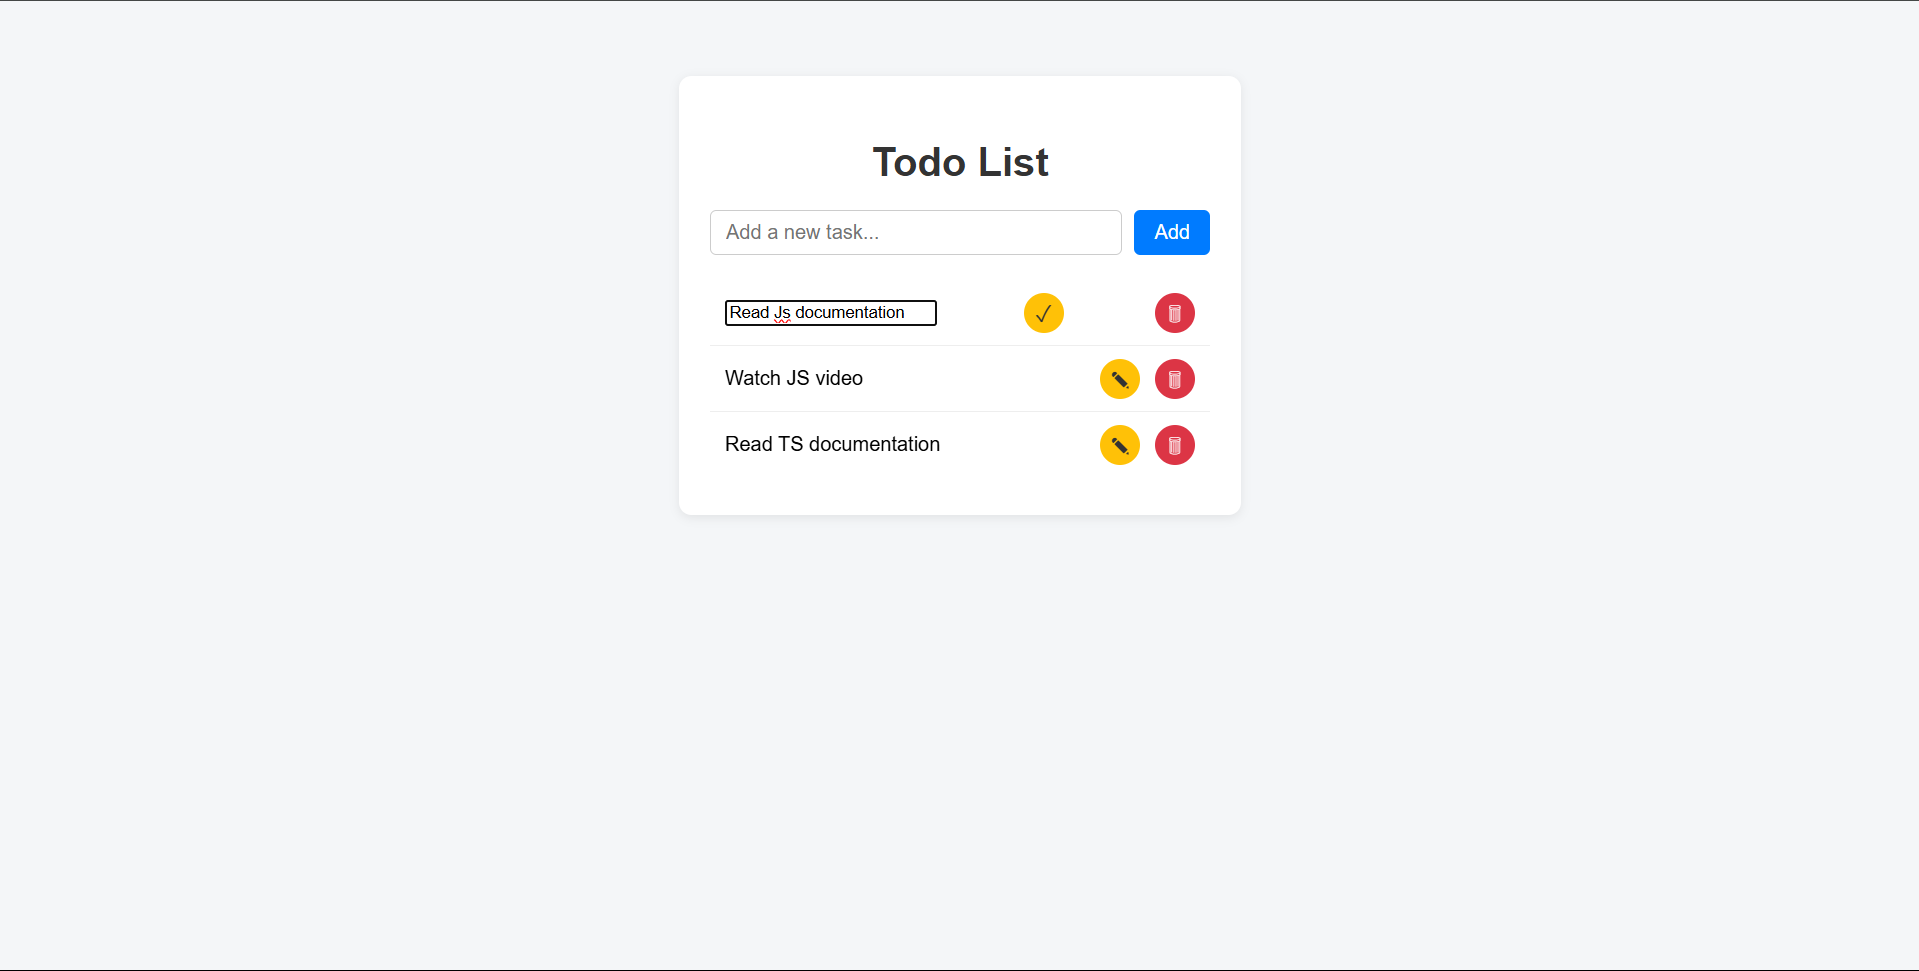 Todo List
Add a new task...
Add
Read Js documentation
Watch JS video
Read TS documentation